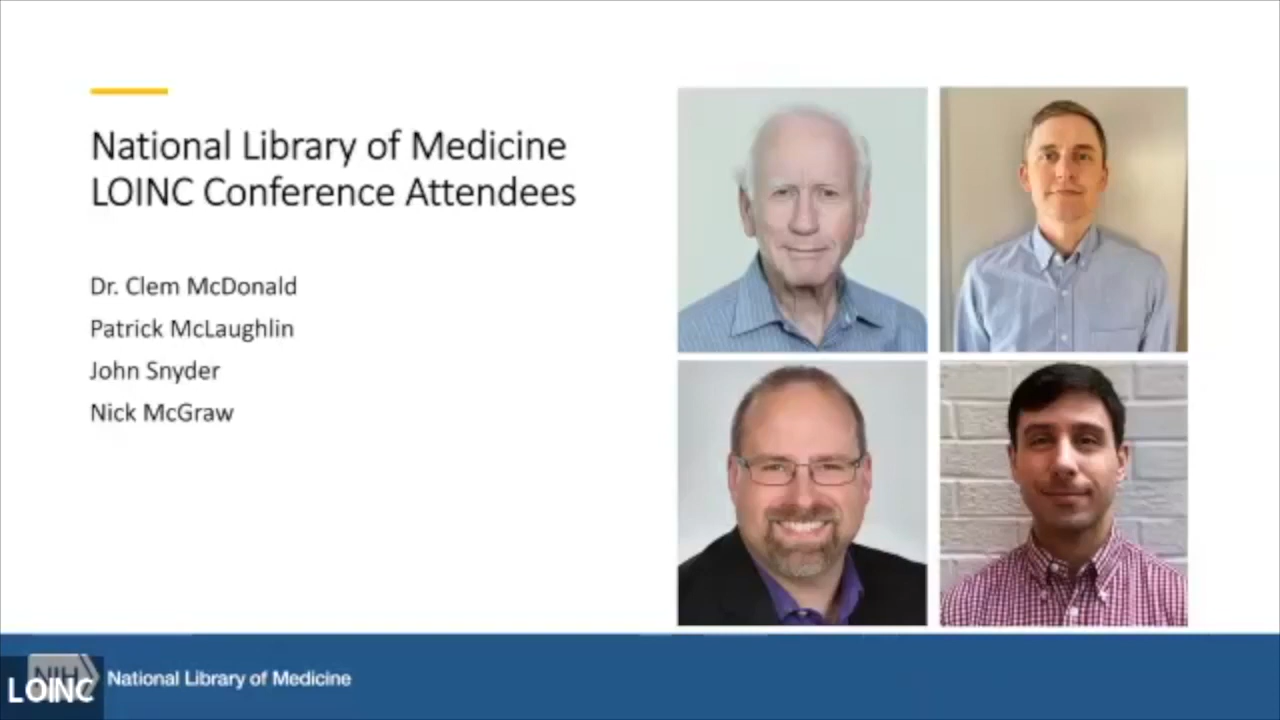 National Library of Medicine
LOINC Conference Attendees
Dr. Clem McDonald
Patrick McLaughlin
John Snyder
Nick McGraw
NIH National Library of Medicine
LOINC